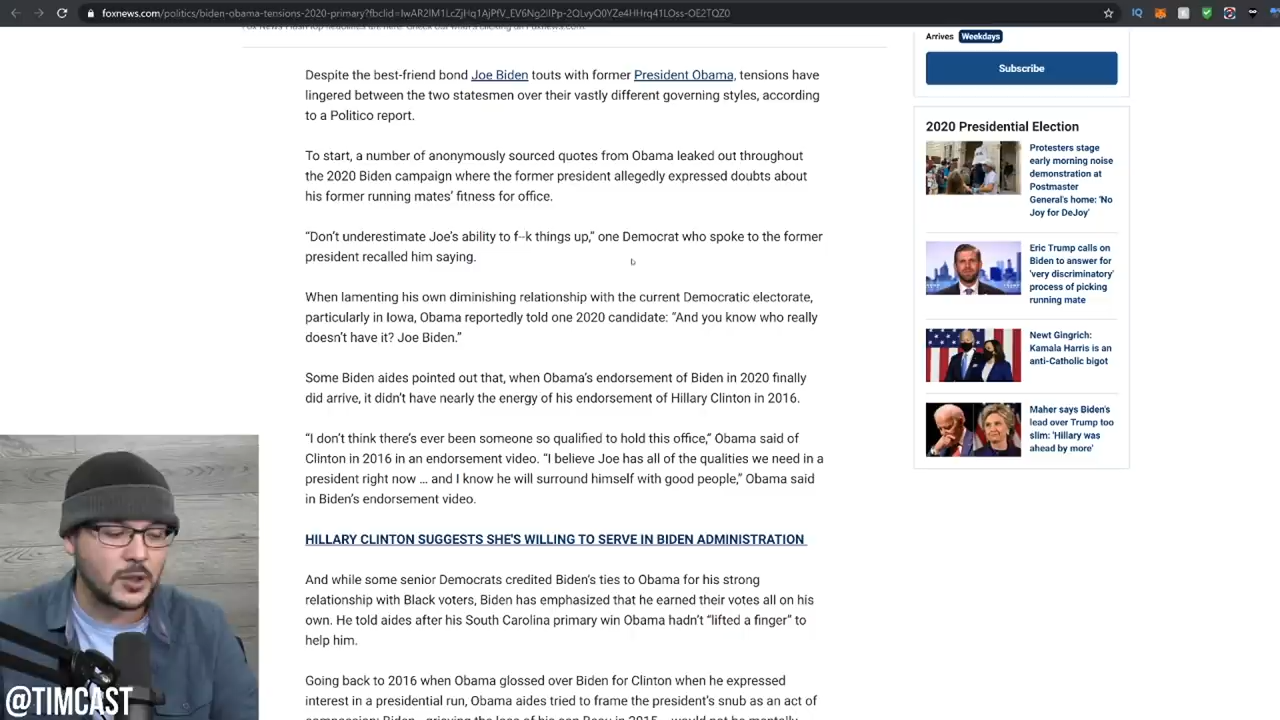 foxnews.com/politics/biden-obama-tensions-2020-primary?fbclid=IwAR2IM1LcZjHq1AjPfV_EV6Ng2IIPp-2QLvyQ0YZe4HHrq41LOss-OE2TQZ0
IQ
Despite the best-friend bond Joe Biden touts with former President Obama, tensions have
lingered between the two statesmen over their vastly different governing styles, according
to a Politico report.
To start, a number of anonymously sourced quotes from Obama leaked out throughout
the 2020 Biden campaign where the former president allegedly expressed doubts about
his former running mates’ fitness for office.
“Don’t underestimate Joe’s ability to f--k things up,” one Democrat who spoke to the former
president recalled him saying.
When lamenting his own diminishing relationship with the current Democratic electorate,
particularly in Iowa, Obama reportedly told one 2020 candidate: “And you know who really
doesn’t have it? Joe Biden.”
Some Biden aides pointed out that, when Obama’s endorsement of Biden in 2020 finally
did arrive, it didn’t have nearly the energy of his endorsement of Hillary Clinton in 2016.
“I don’t think there’s ever been someone so qualified to hold this office,” Obama said of
Clinton in 2016 in an endorsement video. “I believe Joe has all of the qualities we need in a
president right now … and I know he will surround himself with good people,” Obama said
in Biden’s endorsement video.
HILLARY CLINTON SUGGESTS SHE'S WILLING TO SERVE IN BIDEN ADMINISTRATION
And while some senior Democrats credited Biden’s ties to Obama for his strong
relationship with Black voters, Biden has emphasized that he earned their votes all on his
own. He told aides after his South Carolina primary win Obama hadn’t “lifted a finger” to
help him.
Going back to 2016 when Obama glossed over Biden for Clinton when he expressed
interest in a presidential run, Obama aides tried to frame the president’s snub as an act of
Arrives Weekdays
Subscribe
2020 Presidential Election
Protesters stage
early morning noise
demonstration at
Postmaster
General's home: 'No
Joy for DeJoy'
Eric Trump calls on
Biden to answer for
'very discriminatory'
process of picking
running mate
Newt Gingrich:
Kamala Harris is an
anti-Catholic bigot
Maher says Biden's
lead over Trump too
slim: 'Hillary was
ahead by more'
@TIMCAST